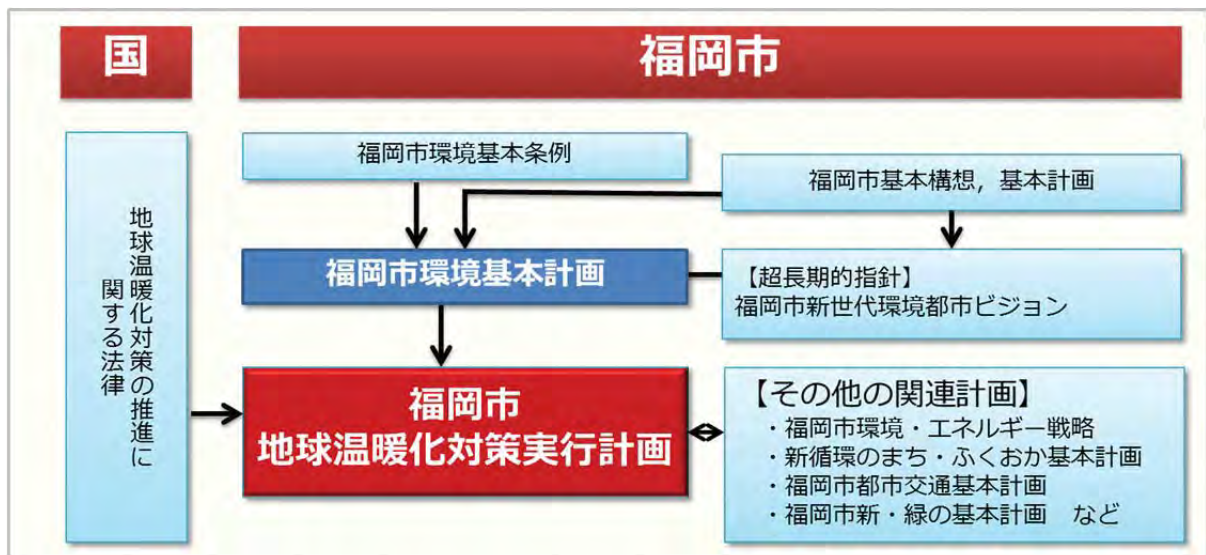 国
福岡市
地球温暖化対策の推進に
関する法律
福岡市環境基本条例
福岡市基本構想，基本計画
福岡市環境基本計画
【超長期的指針】
福岡市新世代環境都市ビジョン
福岡市
地球温暖化対策実行計画
【その他の関連計画】
・福岡市環境・エネルギー戦略
・新循環のまち・ふくおか基本計画
・福岡市都市交通基本計画
・福岡市新・緑の基本計画　など